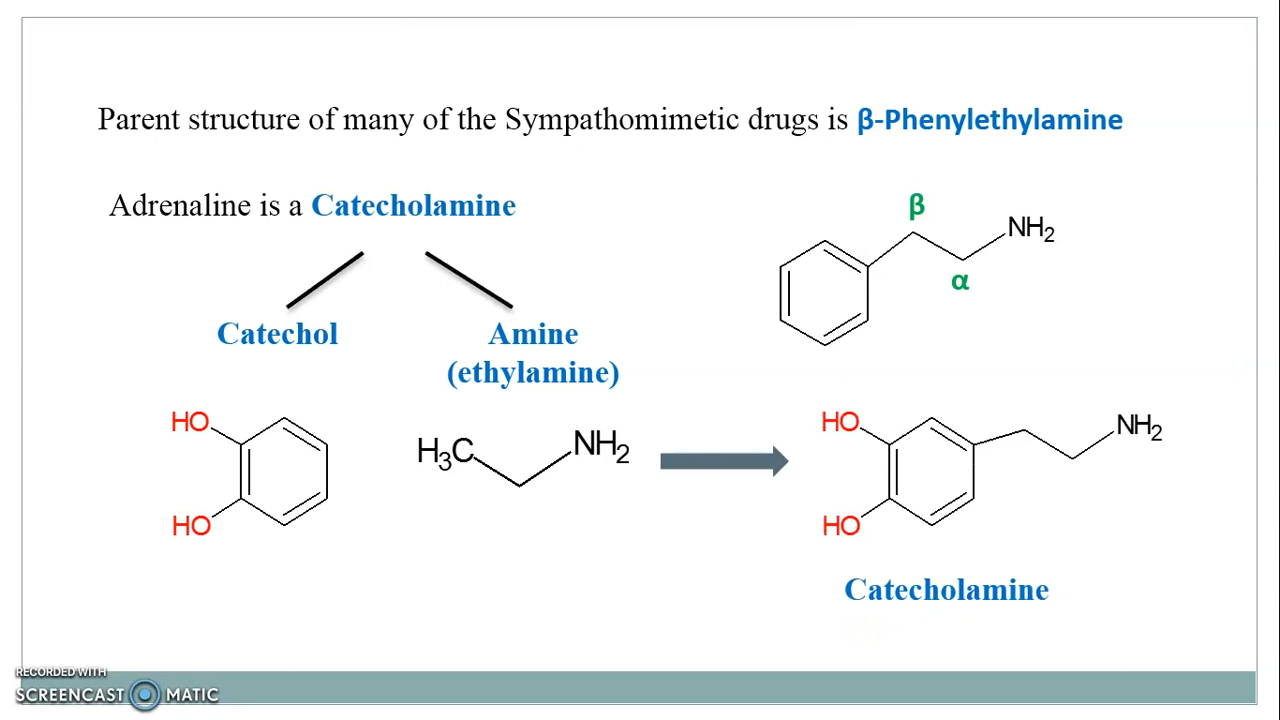 Parent structure of many of the Sympathomimetic drugs is β-Phenylethylamine
Adrenaline is a Catecholamine
β
NH2
α
Catechol
Amine
(ethylamine)
HO
HO
H3C
NH2
HO
HO
NH2
Catecholamine
RECORDED WITH
SCREENCAST MATIC